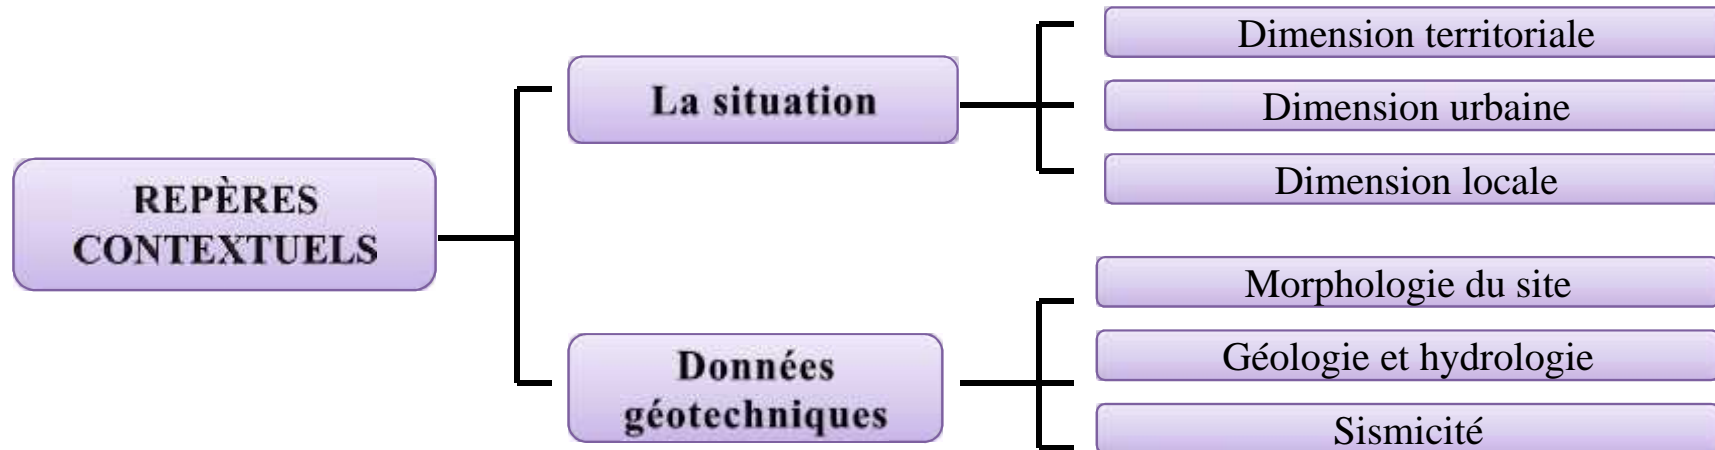 REPÈRES
CONTEXTUELS
La situation
Dimension territoriale
Dimension urbaine
Dimension locale
Données
géotechniques
Morphologie du site
Géologie et hydrologie
Sismicité